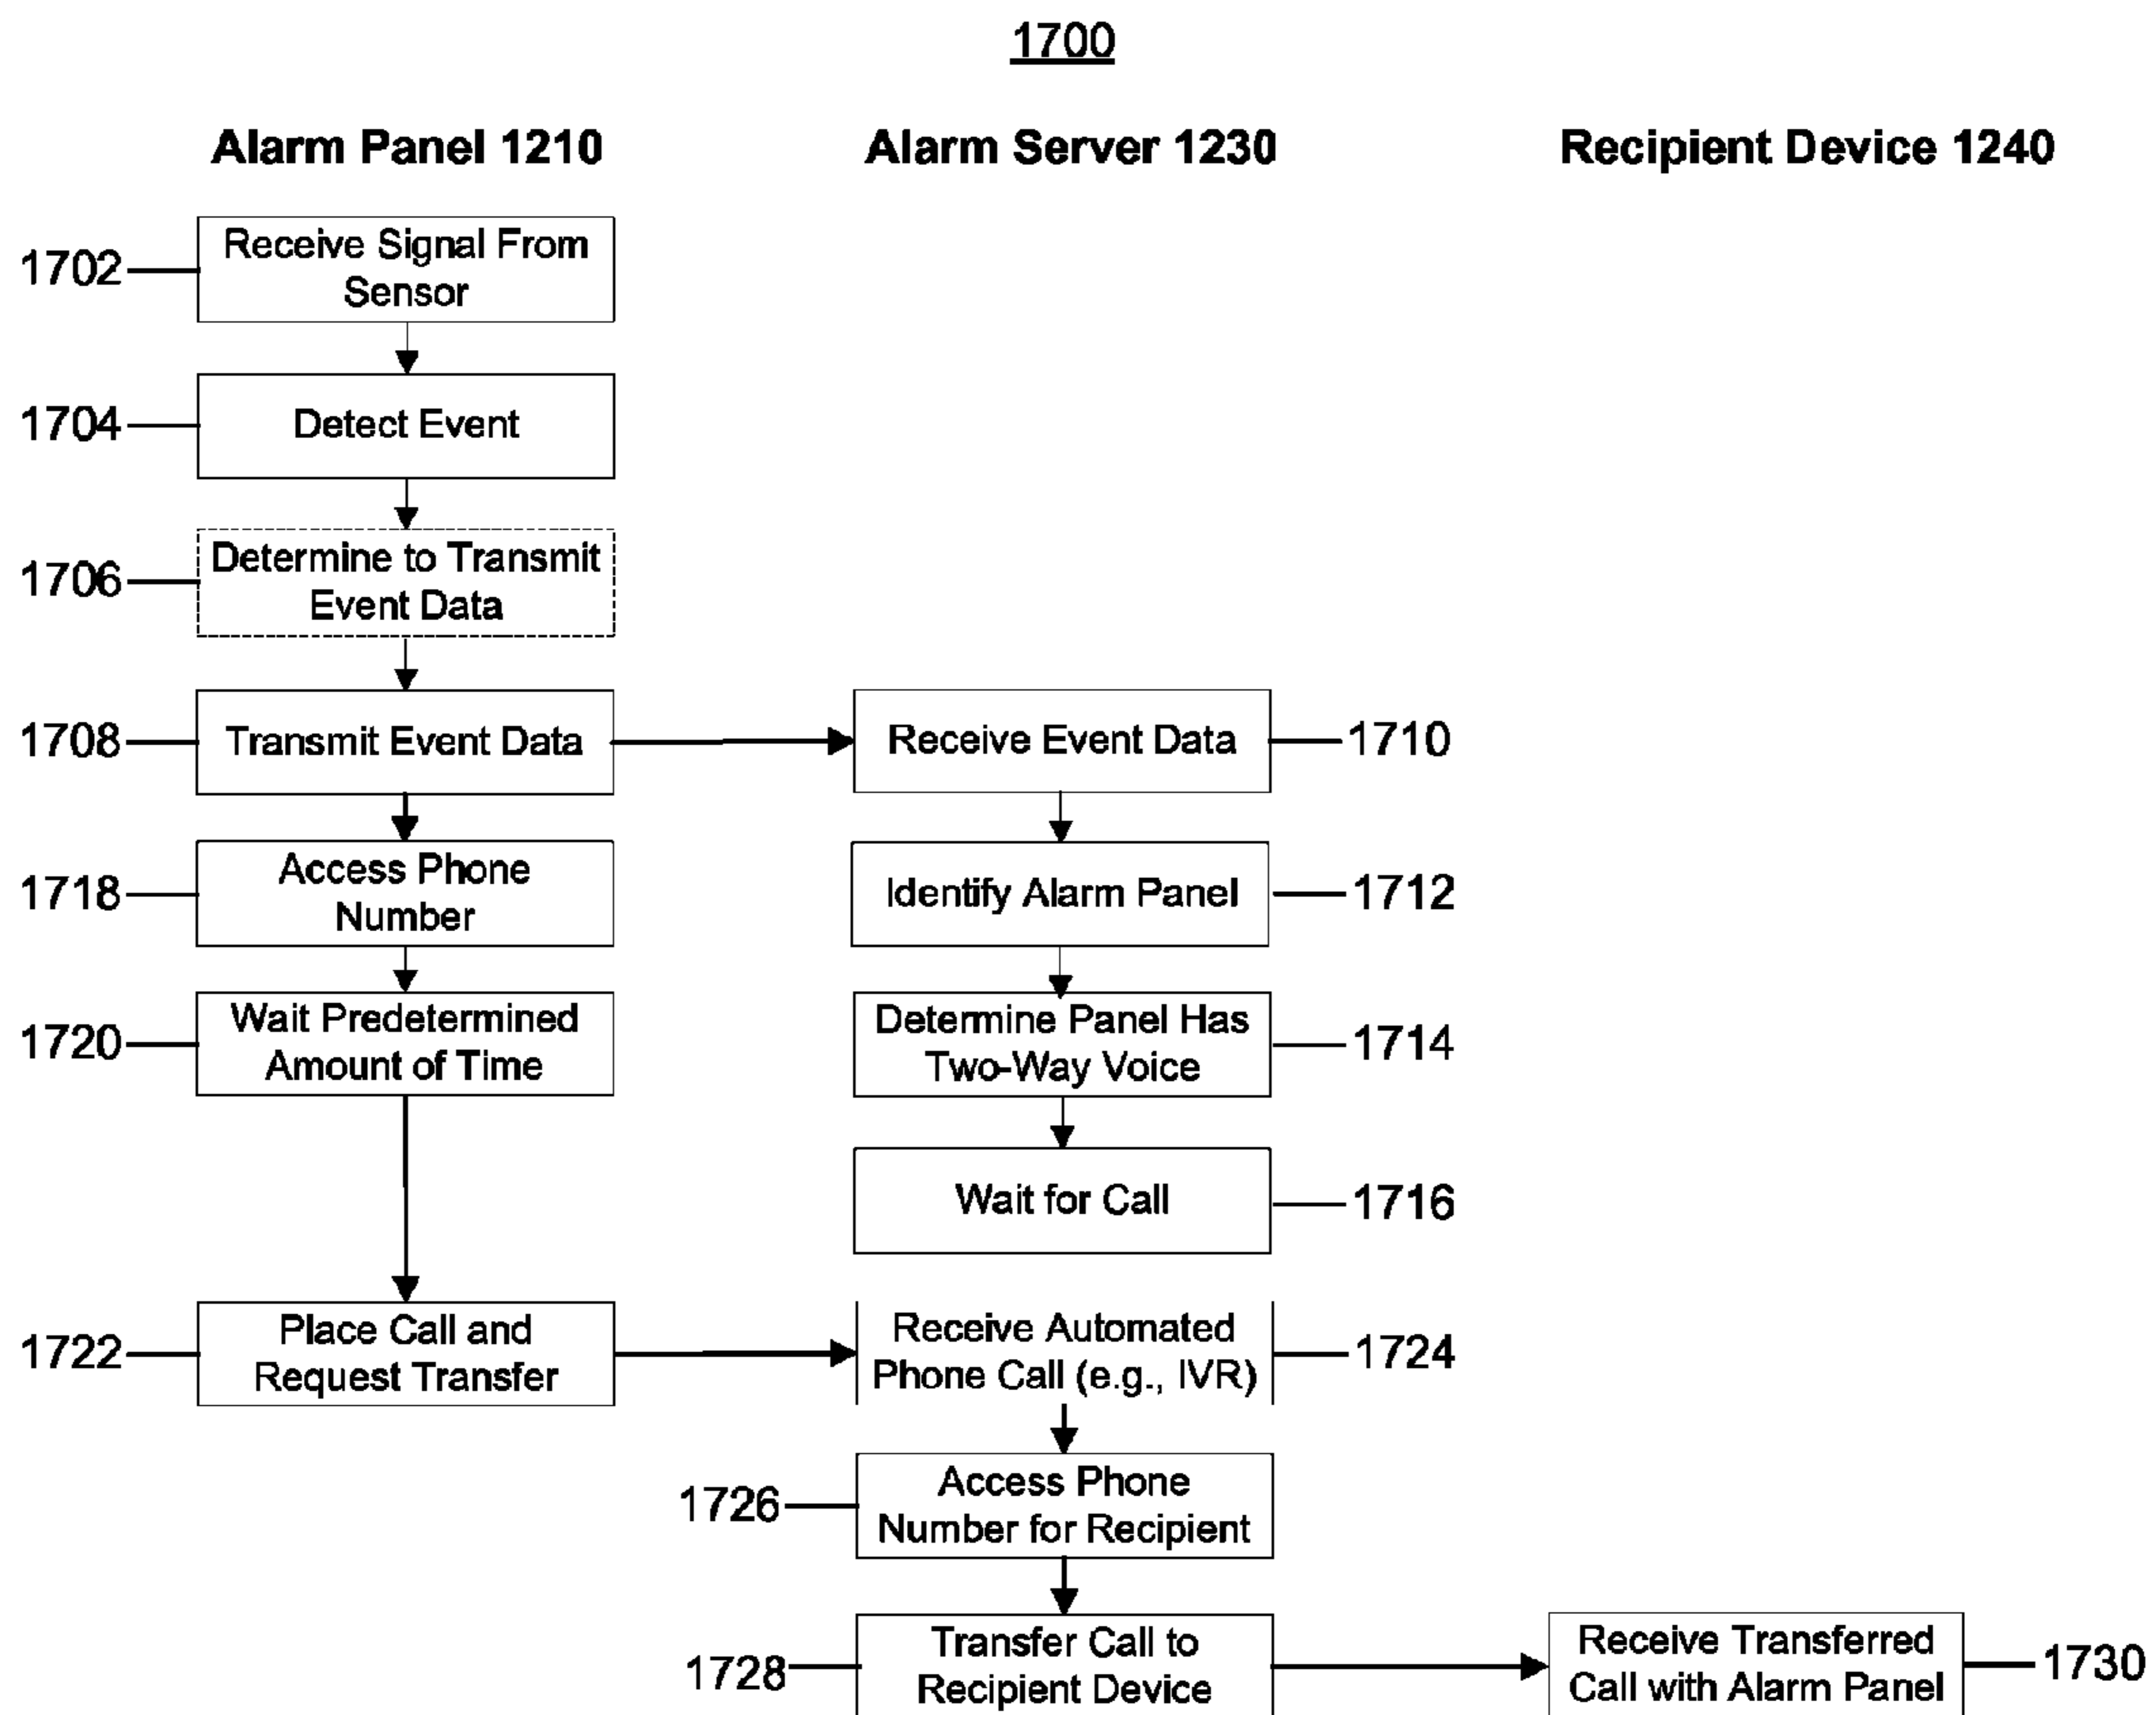 1700
Alarm Panel 1210
Alarm Server 1230
Recipient Device 1240
1702
Receive Signal From
Sensor
1704
Detect Event
1706
Determine to Transmit
Event Data
1708
Transmit Event Data
Receive Event Data
1710
1718
Access Phone
Number
Identify Alarm Panel
1712
1720
Wait Predetermined
Amount of Time
Determine Panel Has
Two-Way Voice
1714
Wait for Call
1716
1722
Place Call and
Request Transfer
Receive Automated
Phone Call (e.g., IVR)
1724
1726
Access Phone
Number for Recipient
1728
Transfer Call to
Recipient Device
Receive Transferred
Call with Alarm Panel
1730